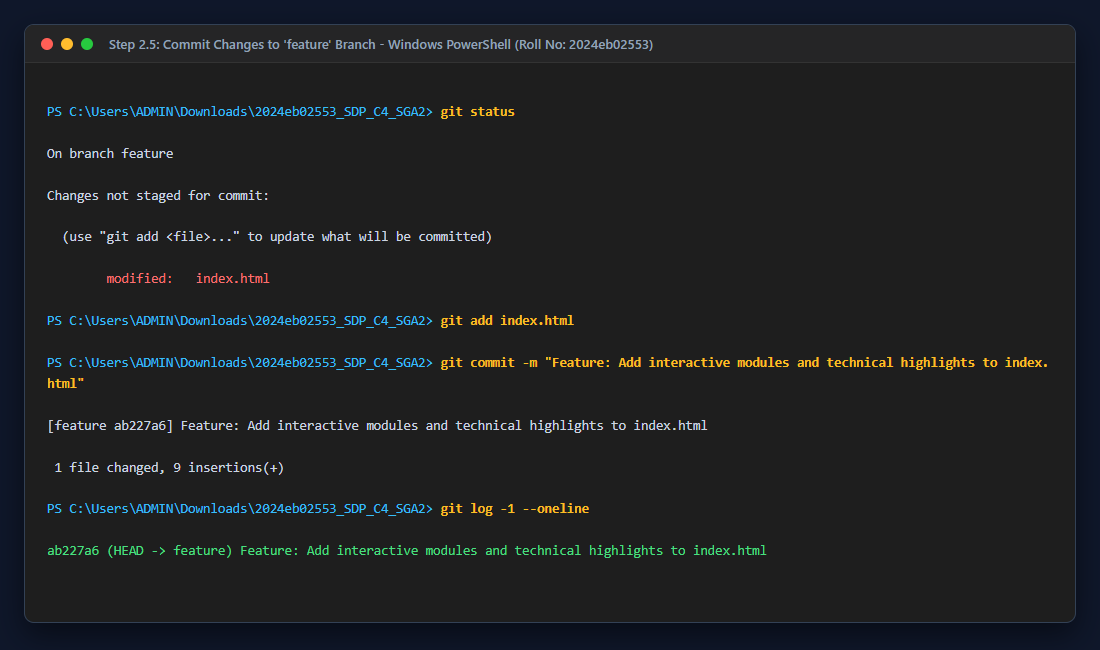 Step 2.5: Commit Changes to 'feature' Branch - Windows PowerShell (Roll No: 2024eb02553)
PS C:\Users\ADMIN\Downloads\2024eb02553_SDP_C4_SGA2> git status
On branch feature
Changes not staged for commit:
  (use "git add <file>..." to update what will be committed)
        modified:   index.html
PS C:\Users\ADMIN\Downloads\2024eb02553_SDP_C4_SGA2> git add index.html
PS C:\Users\ADMIN\Downloads\2024eb02553_SDP_C4_SGA2> git commit -m "Feature: Add interactive modules and technical highlights to index.
html"
[feature ab227a6] Feature: Add interactive modules and technical highlights to index.html
 1 file changed, 9 insertions(+)
PS C:\Users\ADMIN\Downloads\2024eb02553_SDP_C4_SGA2> git log -1 --oneline
ab227a6 (HEAD -> feature) Feature: Add interactive modules and technical highlights to index.html